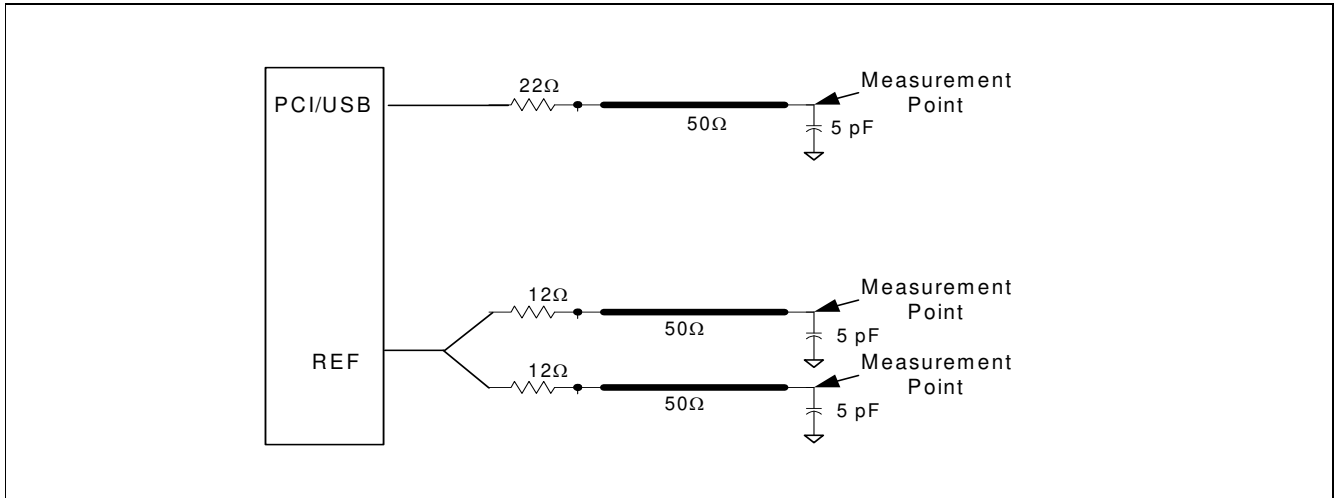 PCI/USB
22Ω
50Ω
Measurement
Point
5 pF
REF
12Ω
50Ω
Measurement
Point
5 pF
12Ω
50Ω
Measurement
Point
5 pF